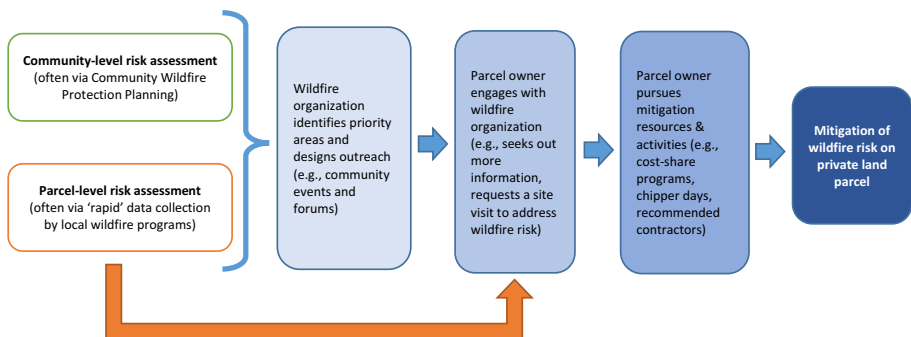 Community-level risk assessment
(often via Community Wildfire
Protection Planning)
Parcel-level risk assessment
(often via ‘rapid’ data collection
by local wildfire programs)
Wildfire
organization
identifies priority
areas and
designs outreach
(e.g., community
events and
forums)
Parcel owner
engages with
wildfire
organization
(e.g., seeks out
more
information,
requests a site
visit to address
wildfire risk)
Parcel owner
pursues
mitigation
resources &
activities (e.g.,
cost-share
programs,
chipper days,
recommended
contractors)
Mitigation of
wildfire risk on
private land
parcel